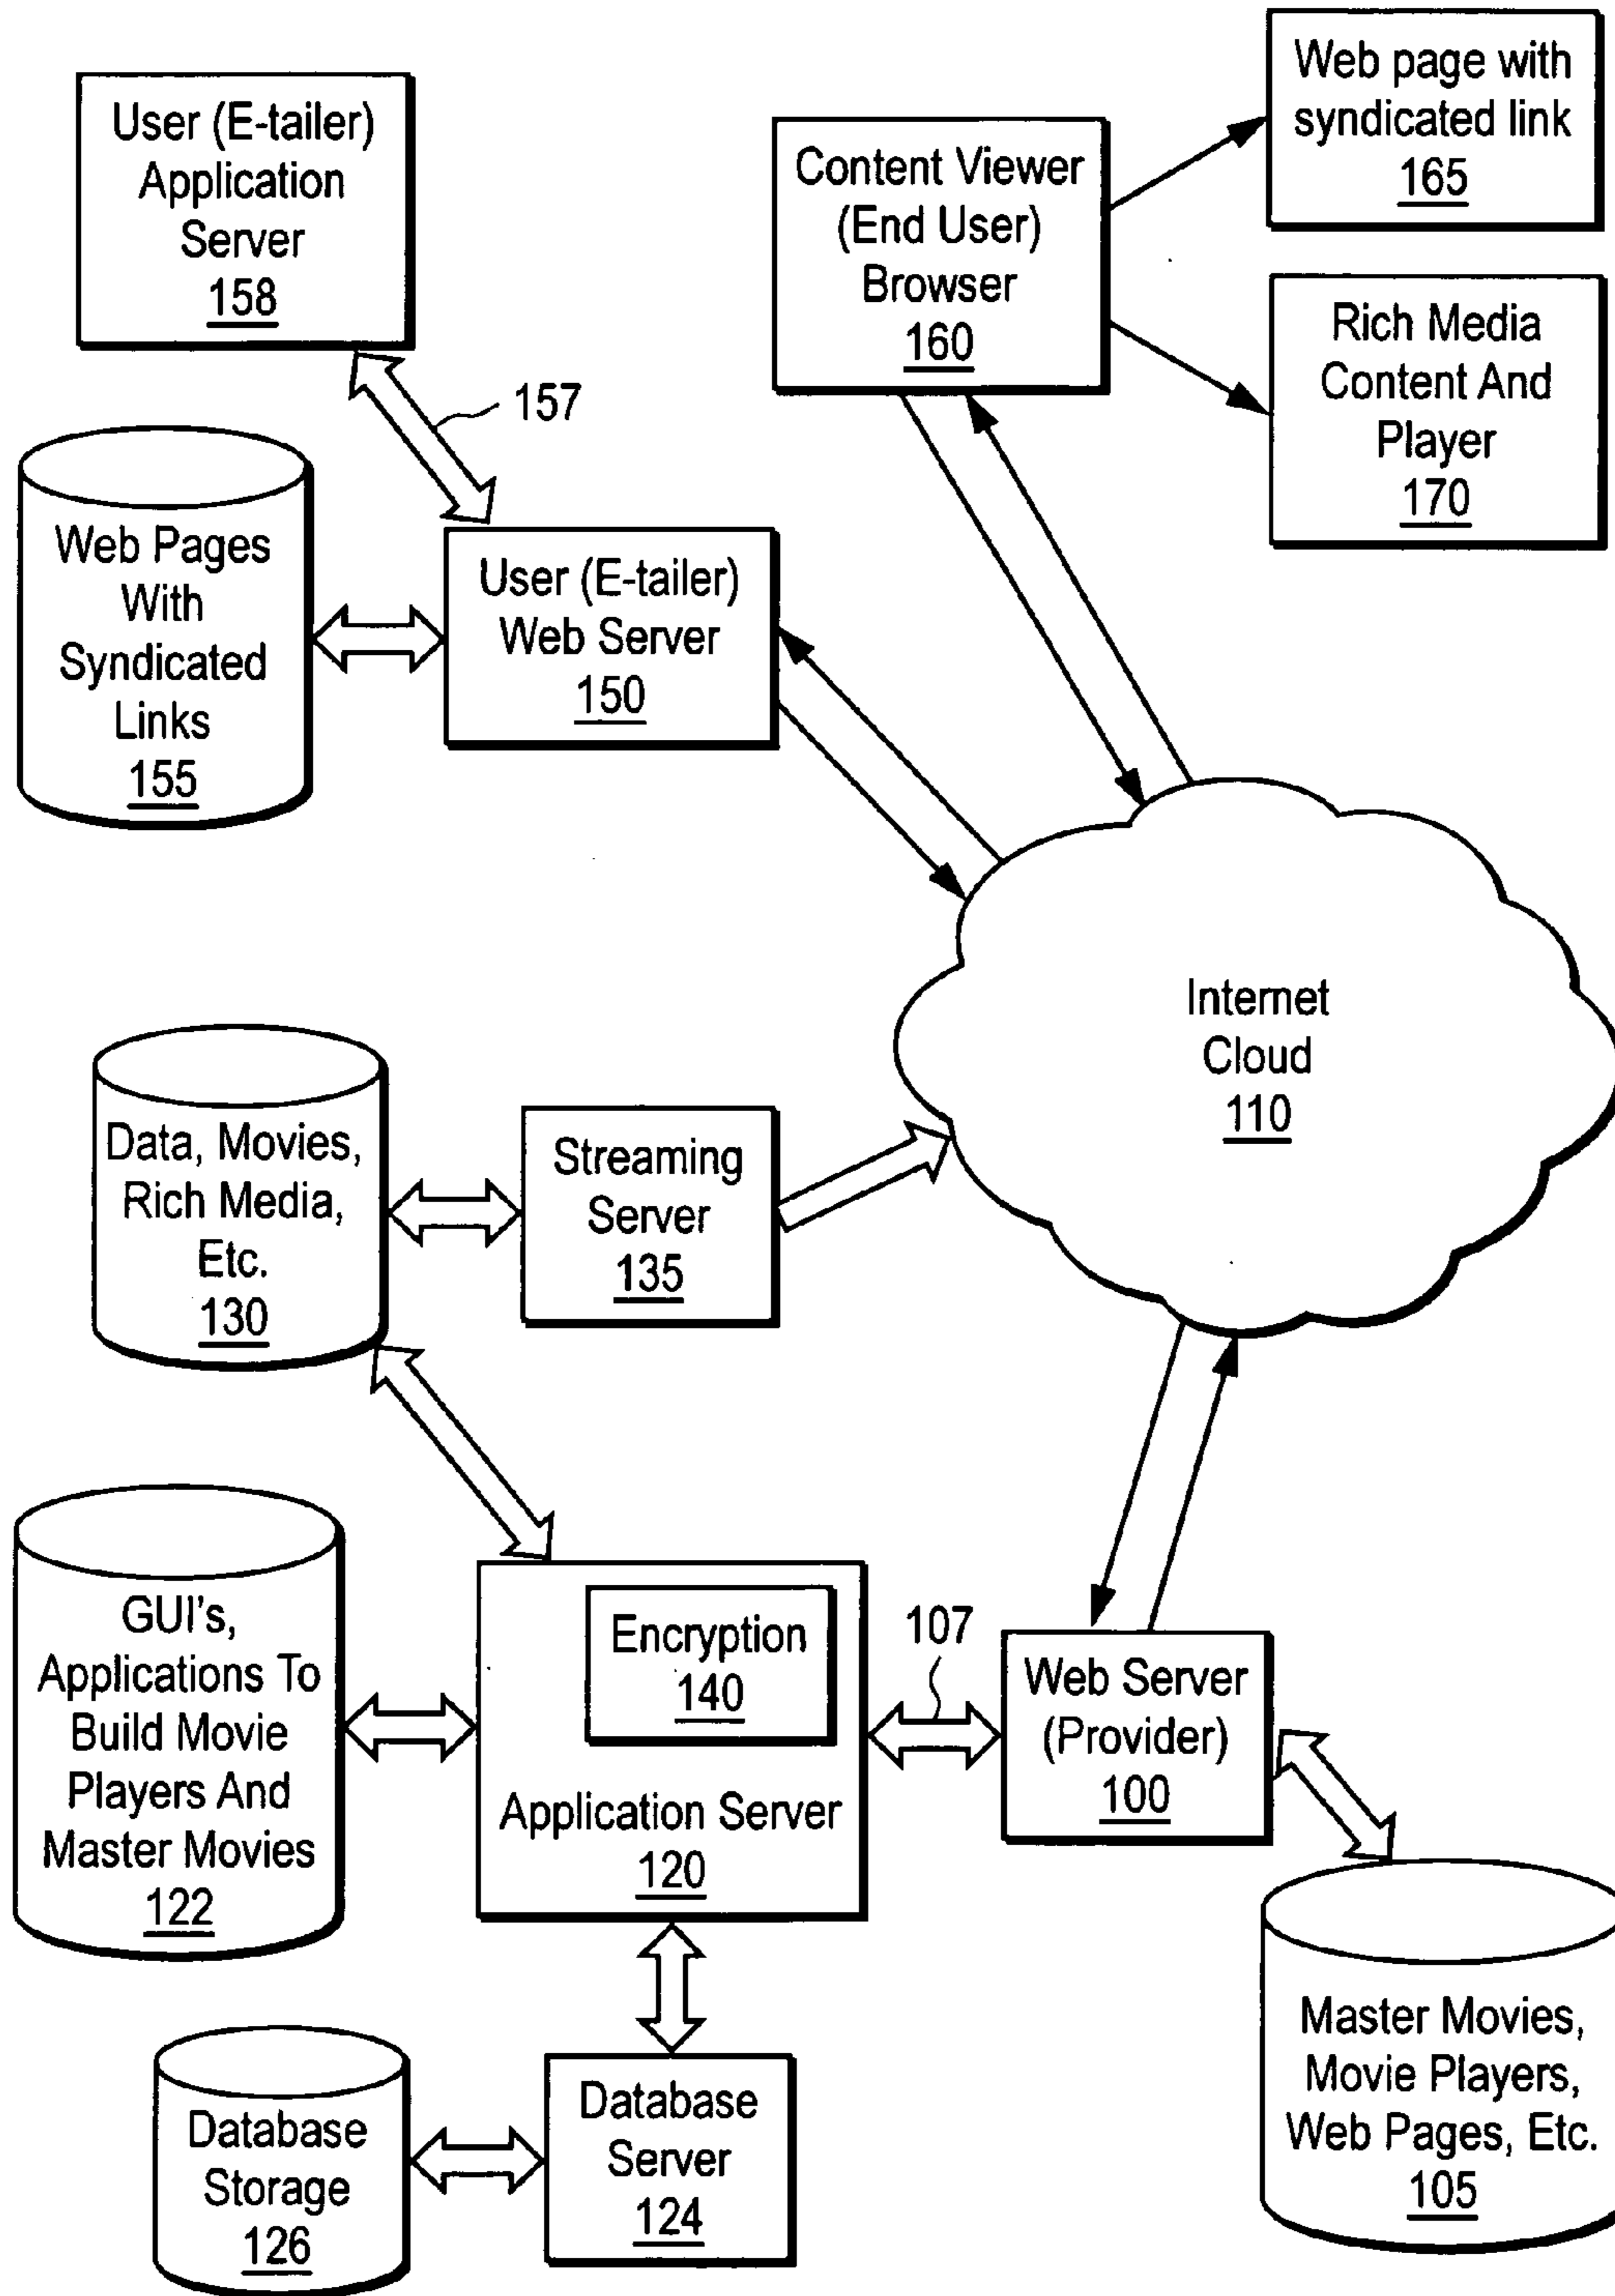 User (E-tailer)
Application
Server
158
Content Viewer
(End User)
Browser
160
Web page with
syndicated link
165
Rich Media
Content And
Player
170
157
Web Pages
With
Syndicated
Links
155
User (E-tailer)
Web Server
150
Internet
Cloud
110
Data, Movies,
Rich Media,
Etc.
130
Streaming
Server
135
GUI's,
Applications To
Build Movie
Players And
Master Movies
122
Encryption
140
Application Server
120
107
Web Server
(Provider)
100
Database
Storage
126
Database
Server
124
Master Movies,
Movie Players,
Web Pages, Etc.
105